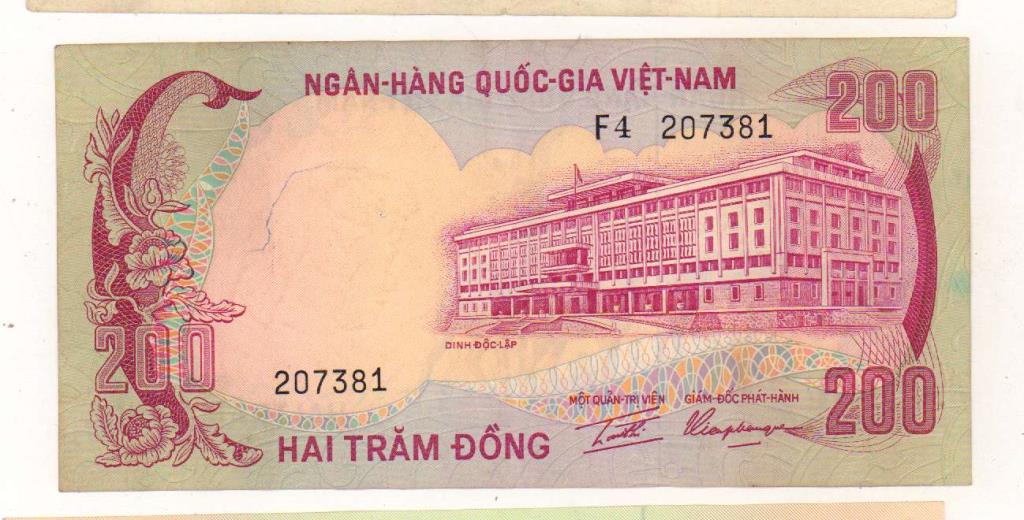 NGÂN-HÀNG QUỐC-GIA VIỆT-NAM
200
F4 207381
DINH ĐỘC-LẬP
200
207381
MỘT QUẢN-TRỊ VIÊN GIÁM-ĐỐC PHÁT-HÀNH
200
HAI TRĂM ĐỒNG